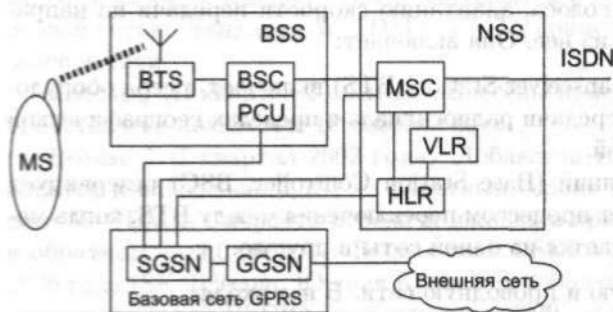 BSS
NSS
ISDN
BTS
BSC
MSC
PCU
MS
VLR
HLR
SGSN
GGSN
Базовая сеть GPRS
Внешняя сеть